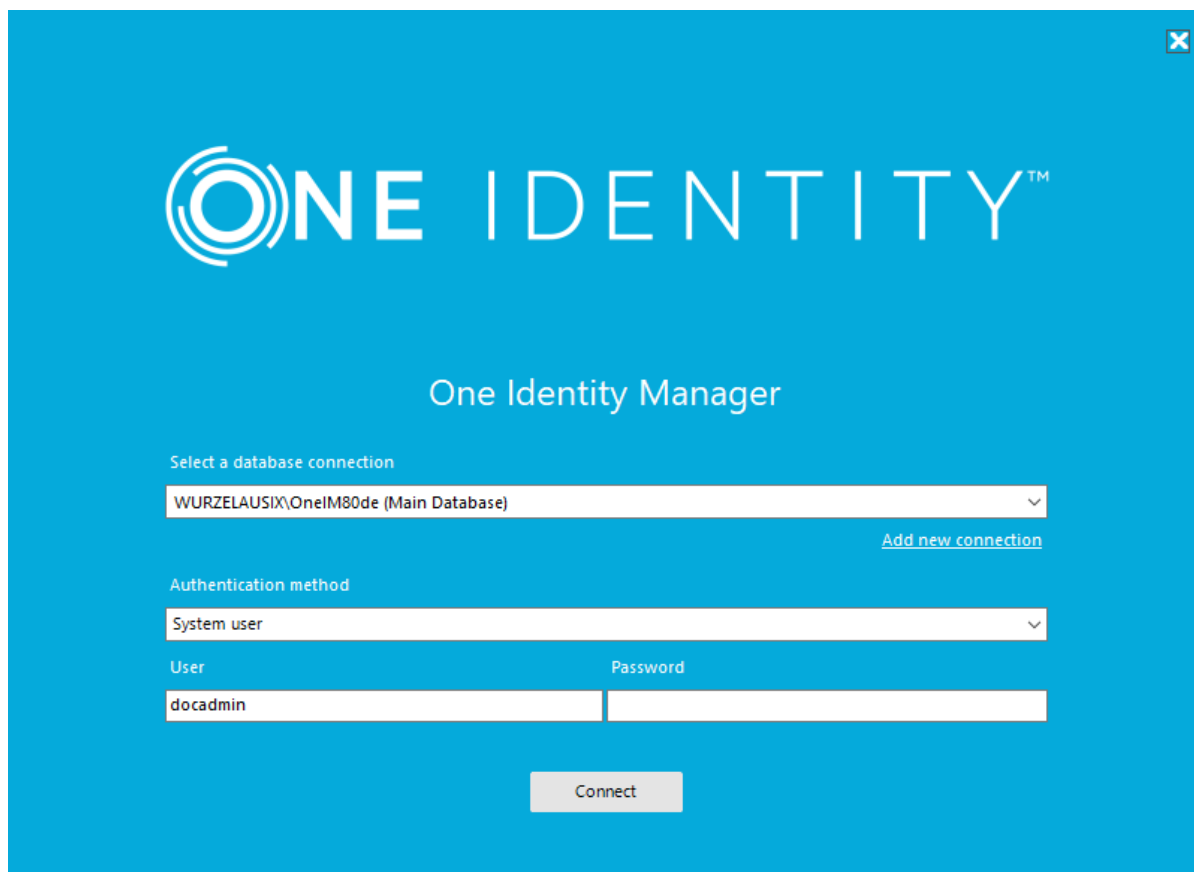 ONE IDENTITY™
One Identity Manager
Select a database connection
WURZELAUSIX\OneIM80de (Main Database)
Add new connection
Authentication method
System user
User Password
docadmin
Connect